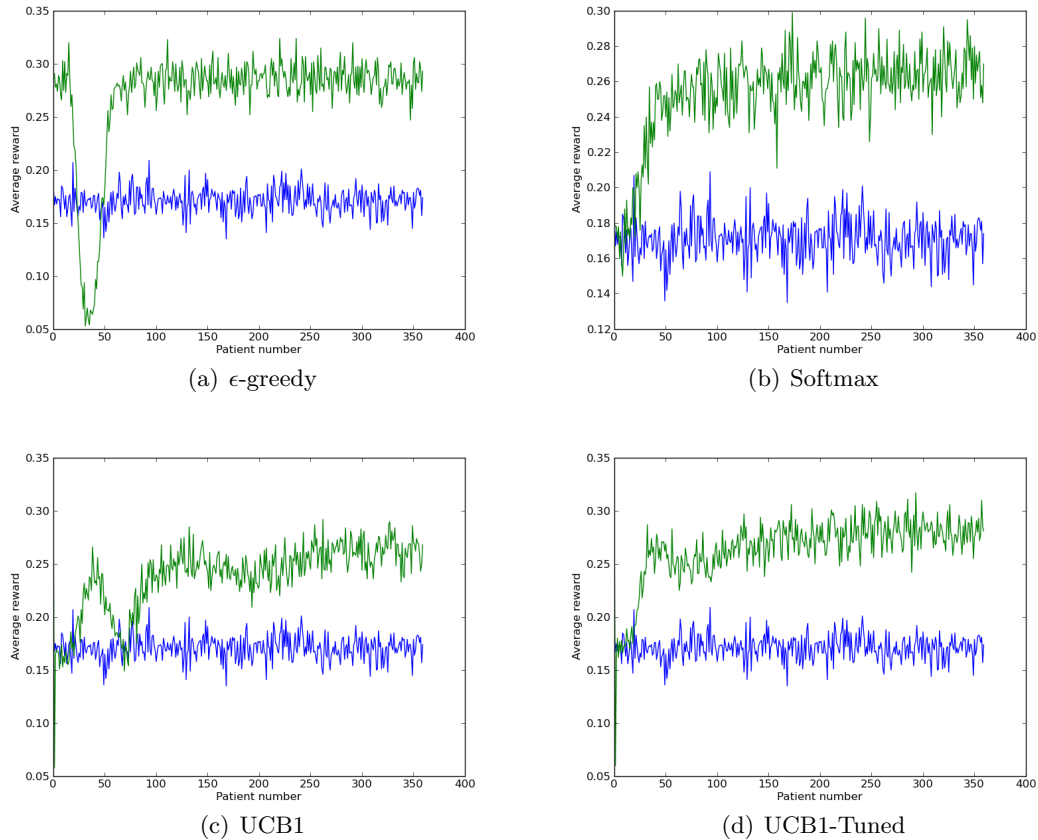 0.35
0.30
0.25
0.20
0.15
0.10
0.05
Average reward
0 50 100 150 200 250 300 350 400
Patient number
(a) ϵ-greedy
0.30
0.28
0.26
0.24
0.22
0.20
0.18
0.16
0.14
0.12
Average reward
0 50 100 150 200 250 300 350 400
Patient number
(b) Softmax
0.35
0.30
0.25
0.20
0.15
0.10
0.05
Average reward
0 50 100 150 200 250 300 350 400
Patient number
(c) UCB1
0.35
0.30
0.25
0.20
0.15
0.10
0.05
Average reward
0 50 100 150 200 250 300 350 400
Patient number
(d) UCB1-Tuned